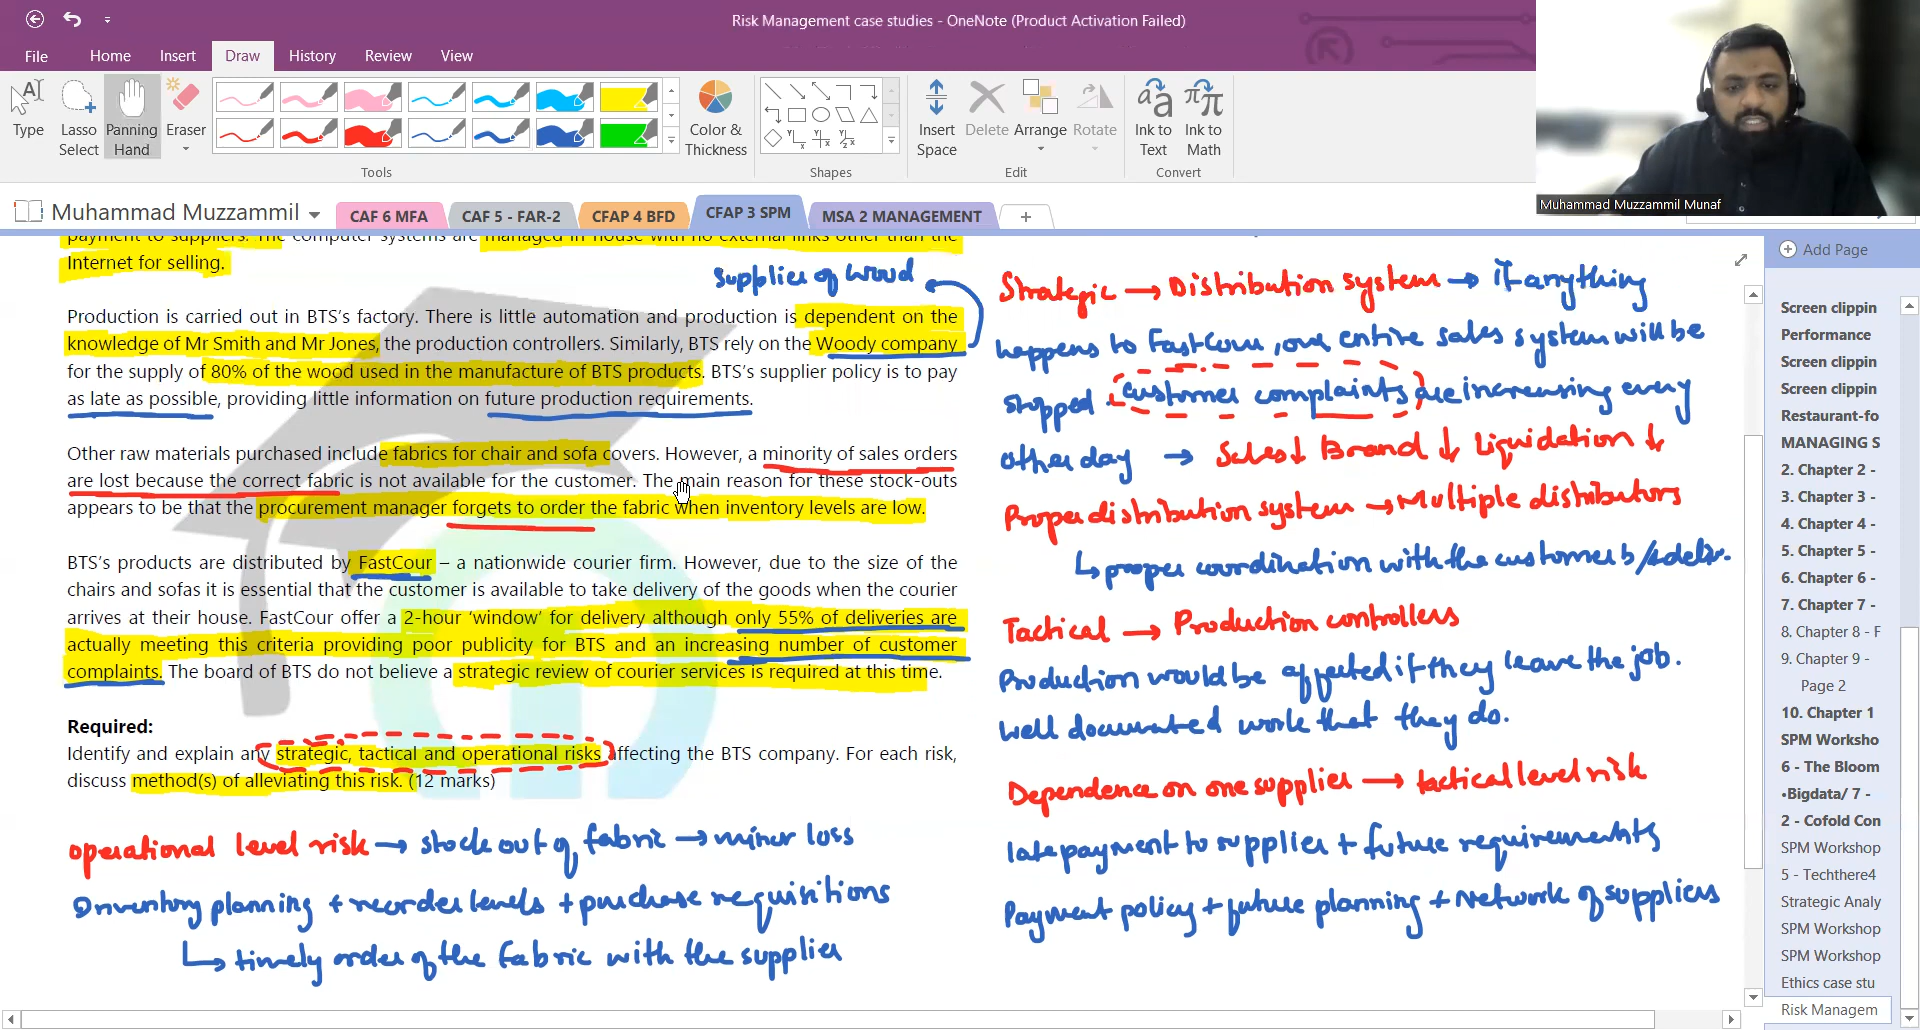 Risk Management case studies - OneNote (Product Activation Failed)
File Home Insert Draw History Review View
Type
Lasso Select
Panning Hand
Eraser
Color & Thickness
Insert Space
Delete
Arrange
Rotate
Ink to Text
Ink to Math
Tools
Shapes
Edit
Convert
Muhammad Muzzammil Munaf
Muhammad Muzzammil
CAF 6 MFA
CAF 5 - FAR-2
CFAP 4 BFD
CFAP 3 SPM
MSA 2 MANAGEMENT
payment to suppliers. The computer systems are managed in house with no external links other than the
Internet for selling.
Supplier of wood
Production is carried out in BTS's factory. There is little automation and production is dependent on the
knowledge of Mr Smith and Mr Jones, the production controllers. Similarly, BTS rely on the Woody company
for the supply of 80% of the wood used in the manufacture of BTS products. BTS's supplier policy is to pay
as late as possible, providing little information on future production requirements.
Other raw materials purchased include fabrics for chair and sofa covers. However, a minority of sales orders
are lost because the correct fabric is not available for the customer. The main reason for these stock-outs
appears to be that the procurement manager forgets to order the fabric when inventory levels are low.
BTS's products are distributed by FastCour – a nationwide courier firm. However, due to the size of the
chairs and sofas it is essential that the customer is available to take delivery of the goods when the courier
arrives at their house. FastCour offer a 2-hour 'window' for delivery although only 55% of deliveries are
actually meeting this criteria providing poor publicity for BTS and an increasing number of customer
complaints. The board of BTS do not believe a strategic review of courier services is required at this time.
Required:
Identify and explain any strategic, tactical and operational risks affecting the BTS company. For each risk,
discuss method(s) of alleviating this risk. (12 marks)
operational level risk → stock out of fabric → minor loss
Inventory planning + reorder levels + purchase requisitions
↳ timely order of the fabric with the supplier
Strategic → Distribution system → if anything
happens to FastCour, our entire sales system will be
stopped. customer complaints are increasing every
other day → Sales↓ Brand ↓ liquidation ↓
Proper distribution system → Multiple distributors
↳ proper coordination with the customer b/4 deliv.
Tactical → Production controllers
Production would be affected if they leave the job.
Well documented work that they do.
Dependence on one supplier → tactical level risk
late payment to supplier + future requirements
Payment policy + future planning + Network of suppliers
Add Page
Screen clippin
Performance
Screen clippin
Screen clippin
Restaurant-fo
MANAGING S
2. Chapter 2 -
3. Chapter 3 -
4. Chapter 4 -
5. Chapter 5 -
6. Chapter 6 -
7. Chapter 7 -
8. Chapter 8 - F
9. Chapter 9 -
Page 2
10. Chapter 1
SPM Worksho
6 - The Bloom
•Bigdata/ 7 -
2 - Cofold Con
SPM Workshop
5 - Techthere4
Strategic Analy
SPM Workshop
SPM Workshop
Ethics case stu
Risk Managem